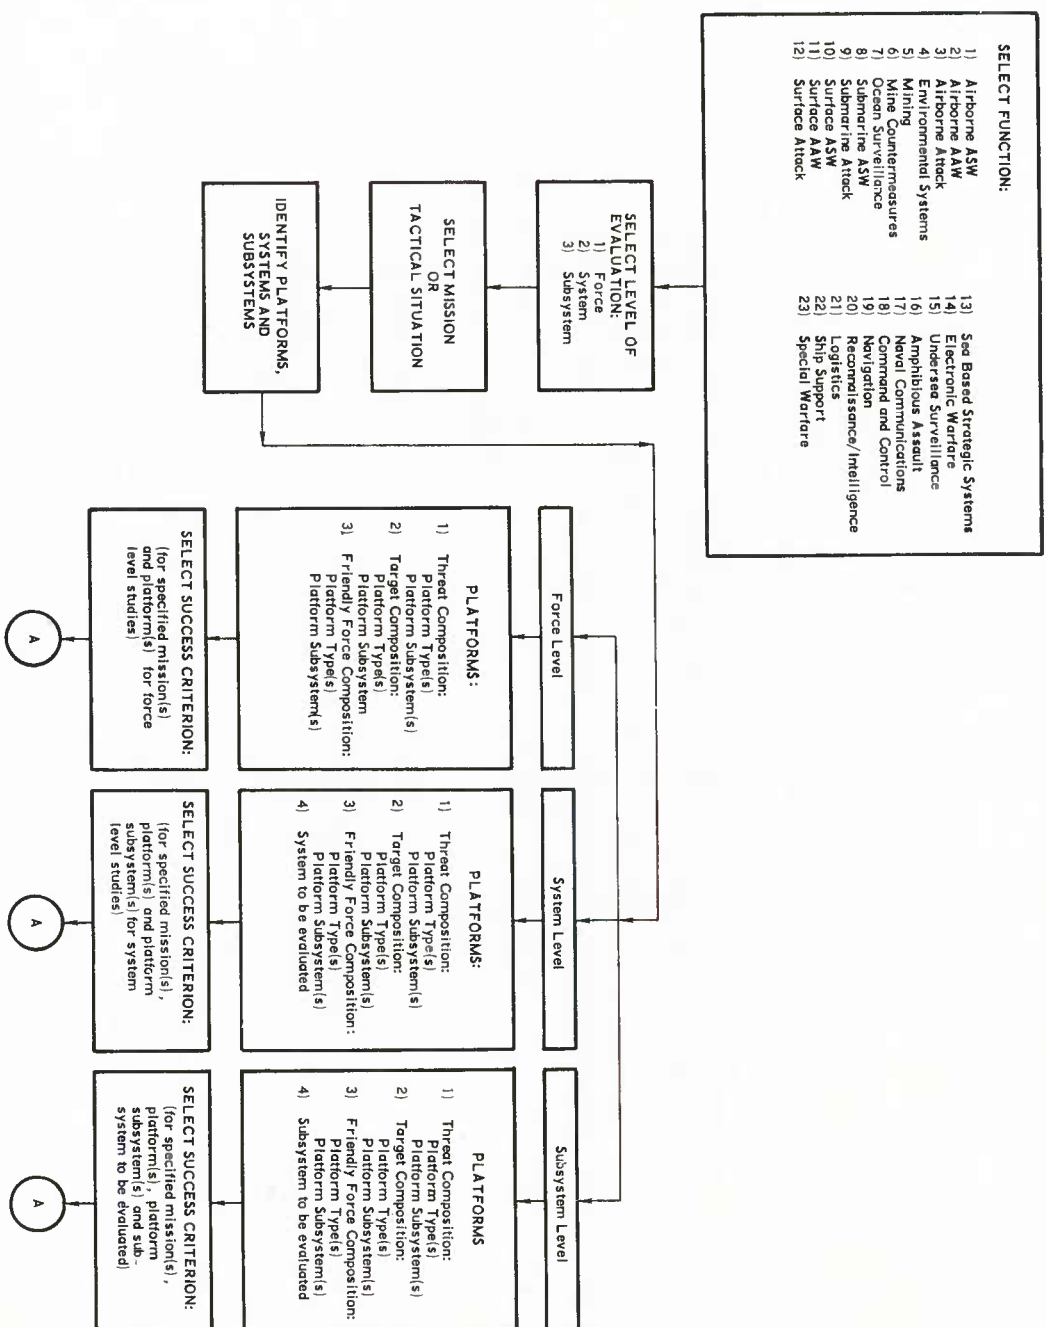 SELECT FUNCTION:
1) Airborne ASW
2) Airborne AAW
3) Airborne Attack
4) Environmental Systems
5) Mining
6) Mine Countermeasures
7) Ocean Surveillance
8) Submarine ASW
9) Submarine Attack
10) Surface ASW
11) Surface AAW
12) Surface Attack
13) Sea Based Strategic Systems
14) Electronic Warfare
15) Undersea Surveillance
16) Amphibious Assault
17) Naval Communications
18) Command and Control
19) Navigation
20) Reconnaissance/Intelligence
21) Logistics
22) Ship Support
23) Special Warfare
SELECT LEVEL OF
EVALUATION:
1) Force
2) System
3) Subsystem
SELECT MISSION
OR
TACTICAL SITUATION
IDENTIFY PLATFORMS,
SYSTEMS AND
SUBSYSTEMS
Force Level
PLATFORMS:
1) Threat Composition:
Platform Type(s)
Platform Subsystem(s)
2) Target Composition:
Platform Type(s)
Platform Subsystem
3) Friendly Force Composition:
Platform Type(s)
Platform Subsystem(s)
SELECT SUCCESS CRITERION:
(for specified mission(s)
and platform(s) for force
level studies)
A
System Level
PLATFORMS:
1) Threat Composition:
Platform Type(s)
Platform Subsystem(s)
2) Target Composition:
Platform Type(s)
Platform Subsystem(s)
3) Friendly Force Composition:
Platform Type(s)
Platform Subsystem(s)
4) System to be evaluated
SELECT SUCCESS CRITERION:
(for specified mission(s),
platform(s) and platform
subsystem(s) for system
level studies)
A
Subsystem Level
PLATFORMS
1) Threat Composition:
Platform Type(s)
Platform Subsystem(s)
2) Target Composition:
Platform Type(s)
Platform Subsystem(s)
3) Friendly Force Composition:
Platform Type(s)
Platform Subsystem(s)
4) Subsystem to be evaluated
SELECT SUCCESS CRITERION:
(for specified mission(s),
platform(s), platform
subsystem(s) and sub-
system to be evaluated)
A